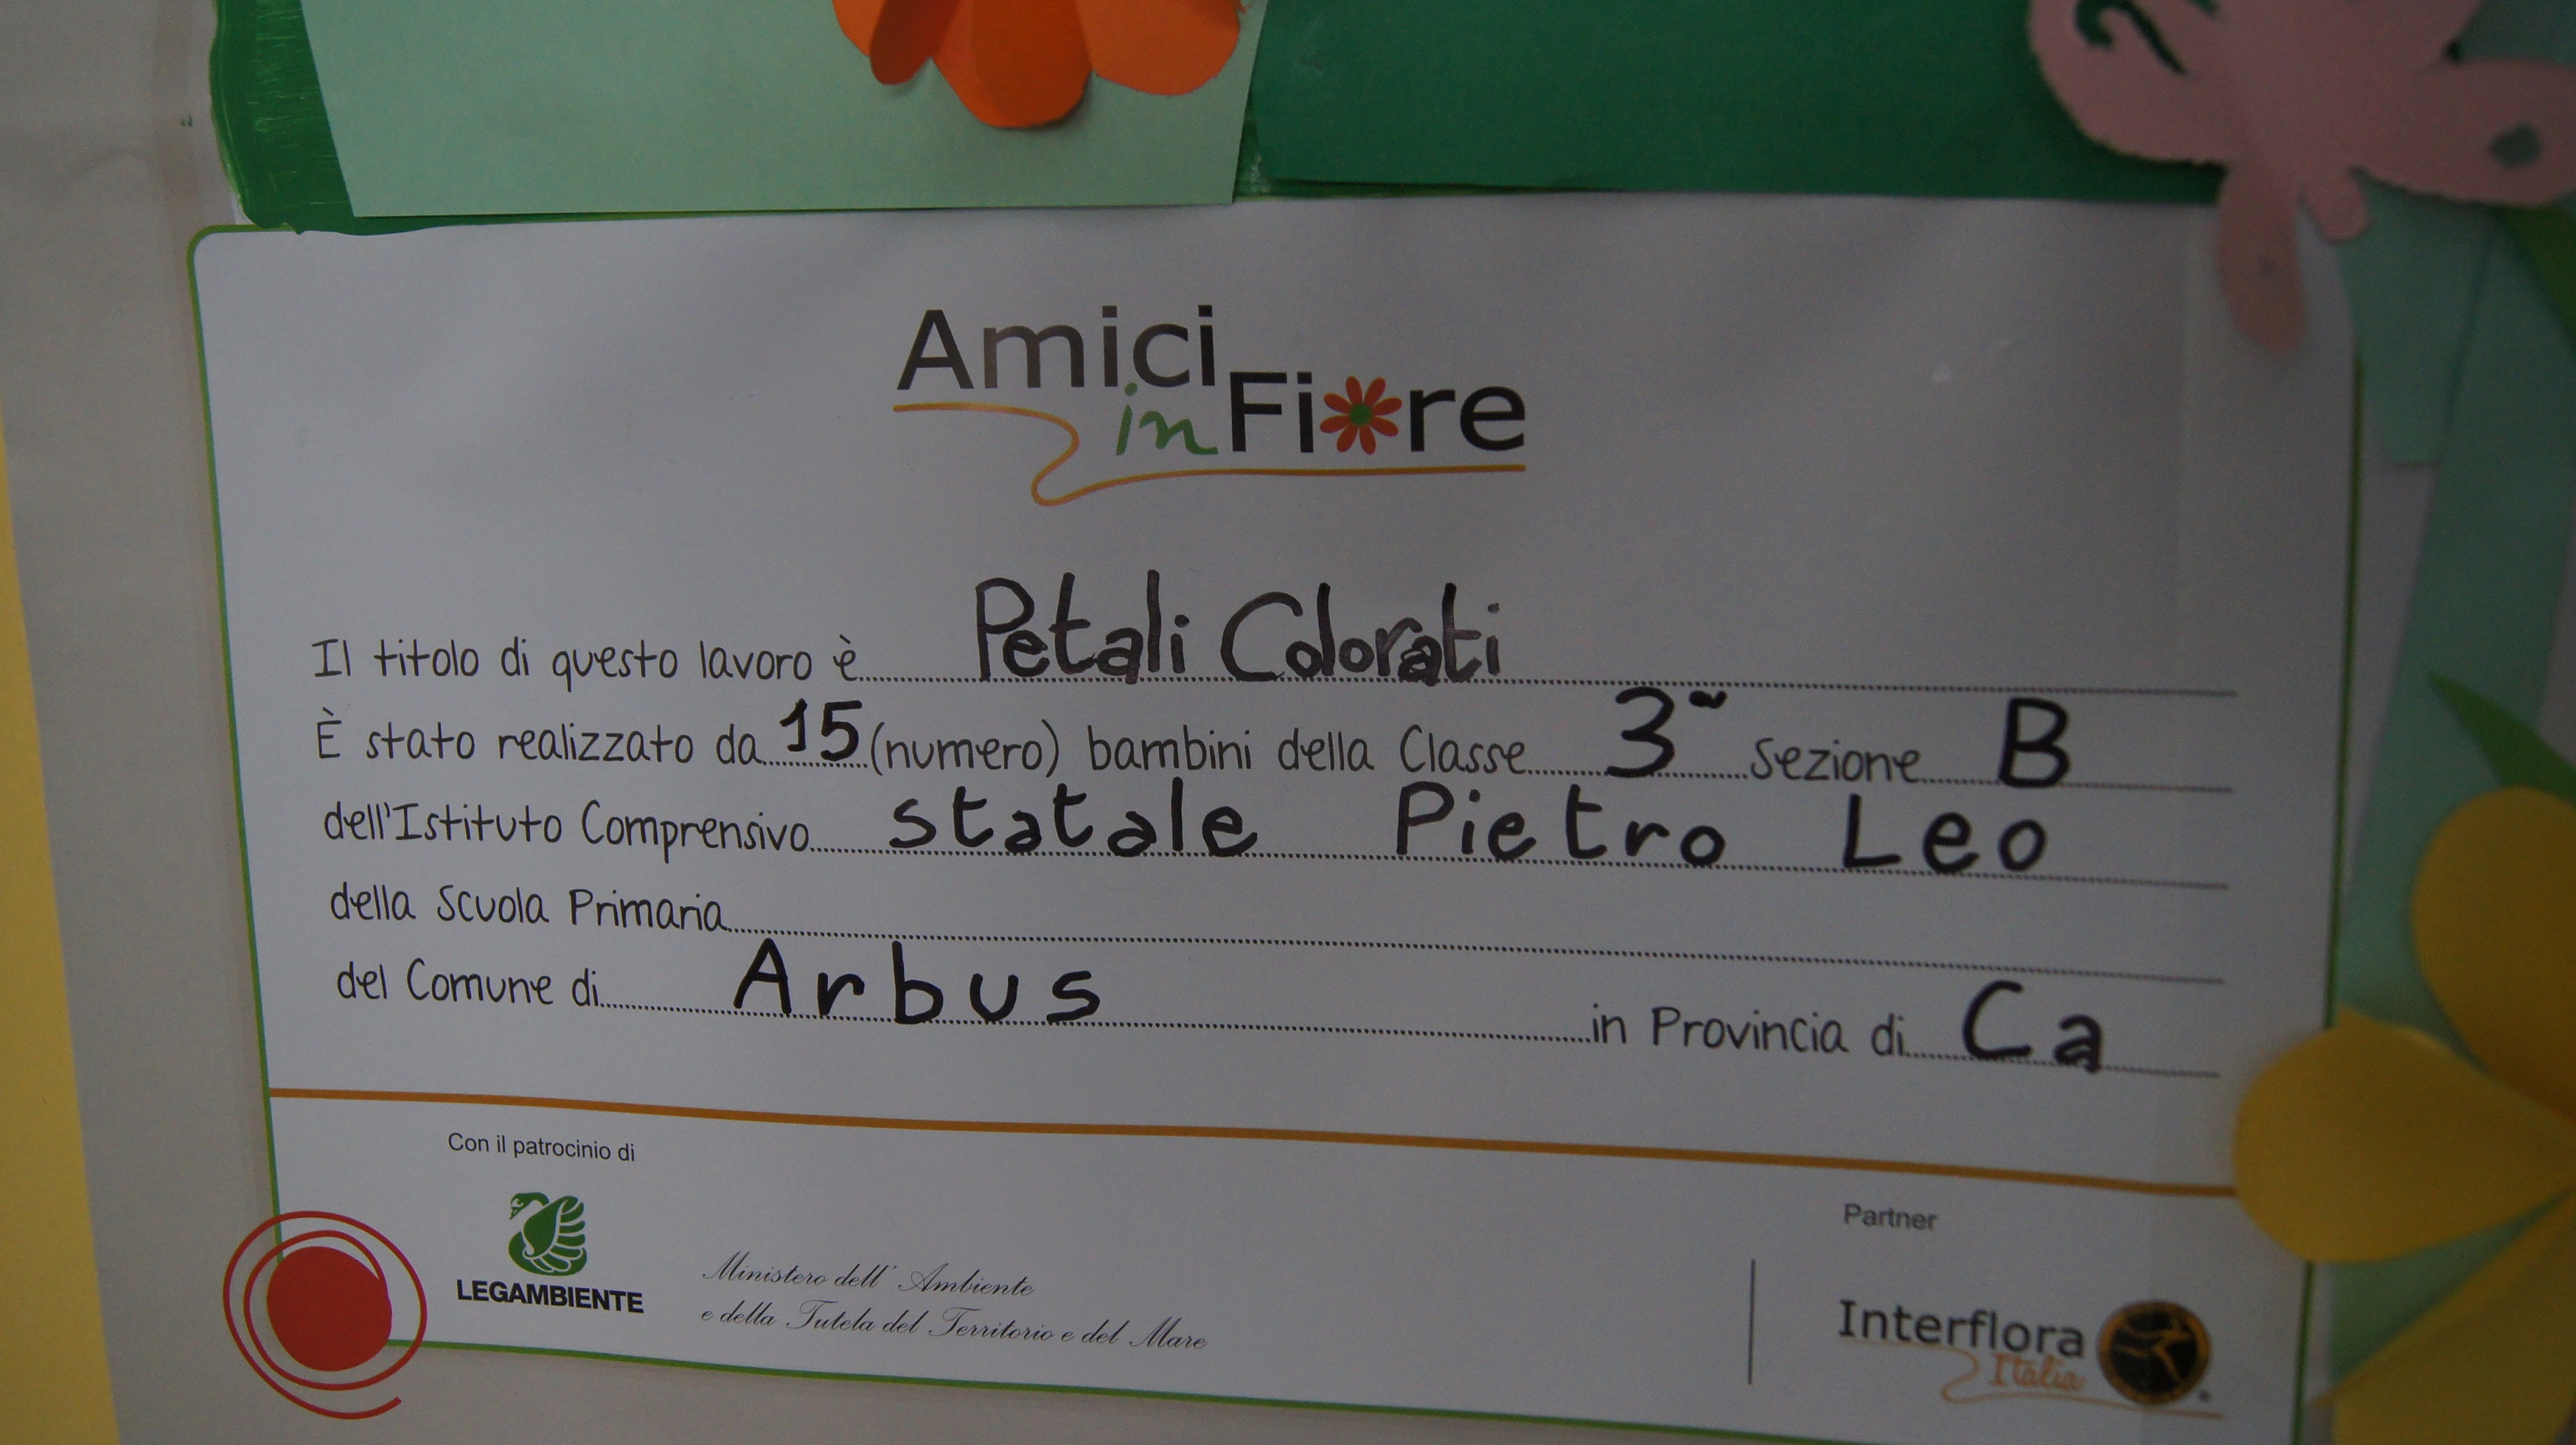 Amici
in Fiore
Il titolo di questo lavoro è Petali Colorati
È stato realizzato da 15 (numero) bambini della Classe 3ª Sezione B
dell'Istituto Comprensivo statale Pietro Leo
della Scuola Primaria
del Comune di Arbus in Provincia di Ca
Con il patrocinio di
LEGAMBIENTE
Ministero dell'Ambiente
e della Tutela del Territorio e del Mare
Partner
Interflora
Italia